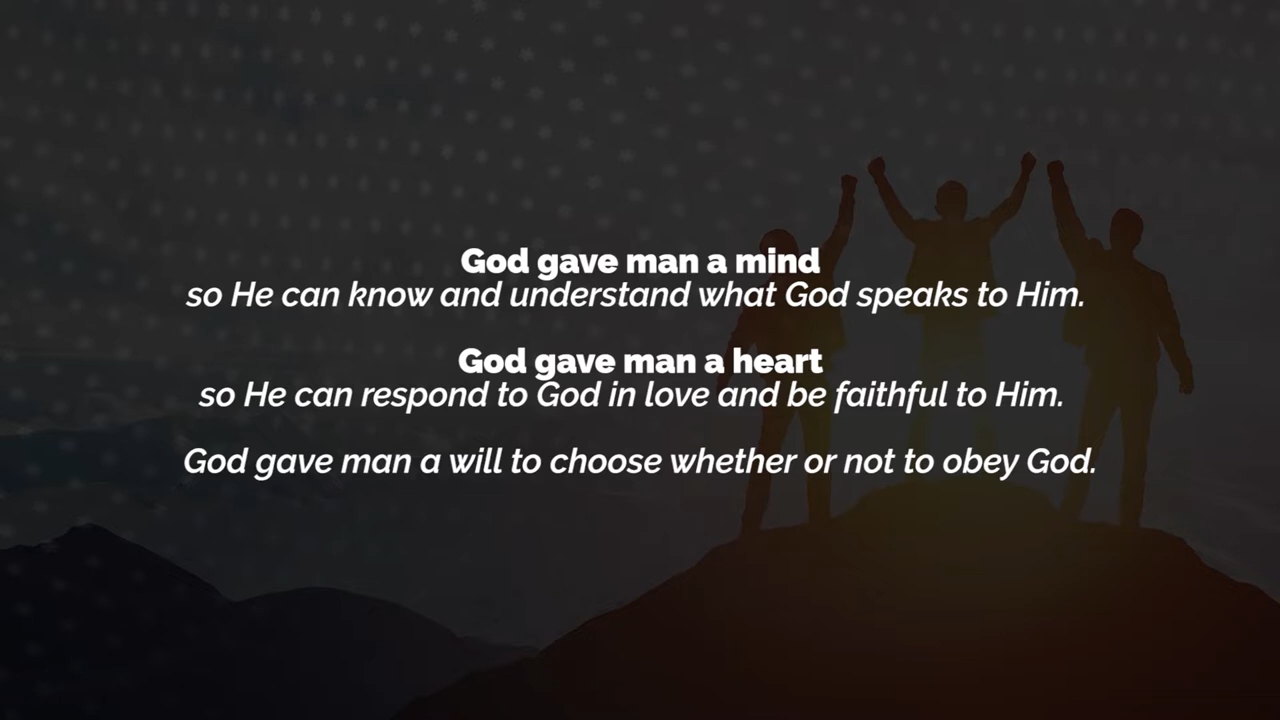 God gave man a mind
so He can know and understand what God speaks to Him.
God gave man a heart
so He can respond to God in love and be faithful to Him.
God gave man a will to choose whether or not to obey God.